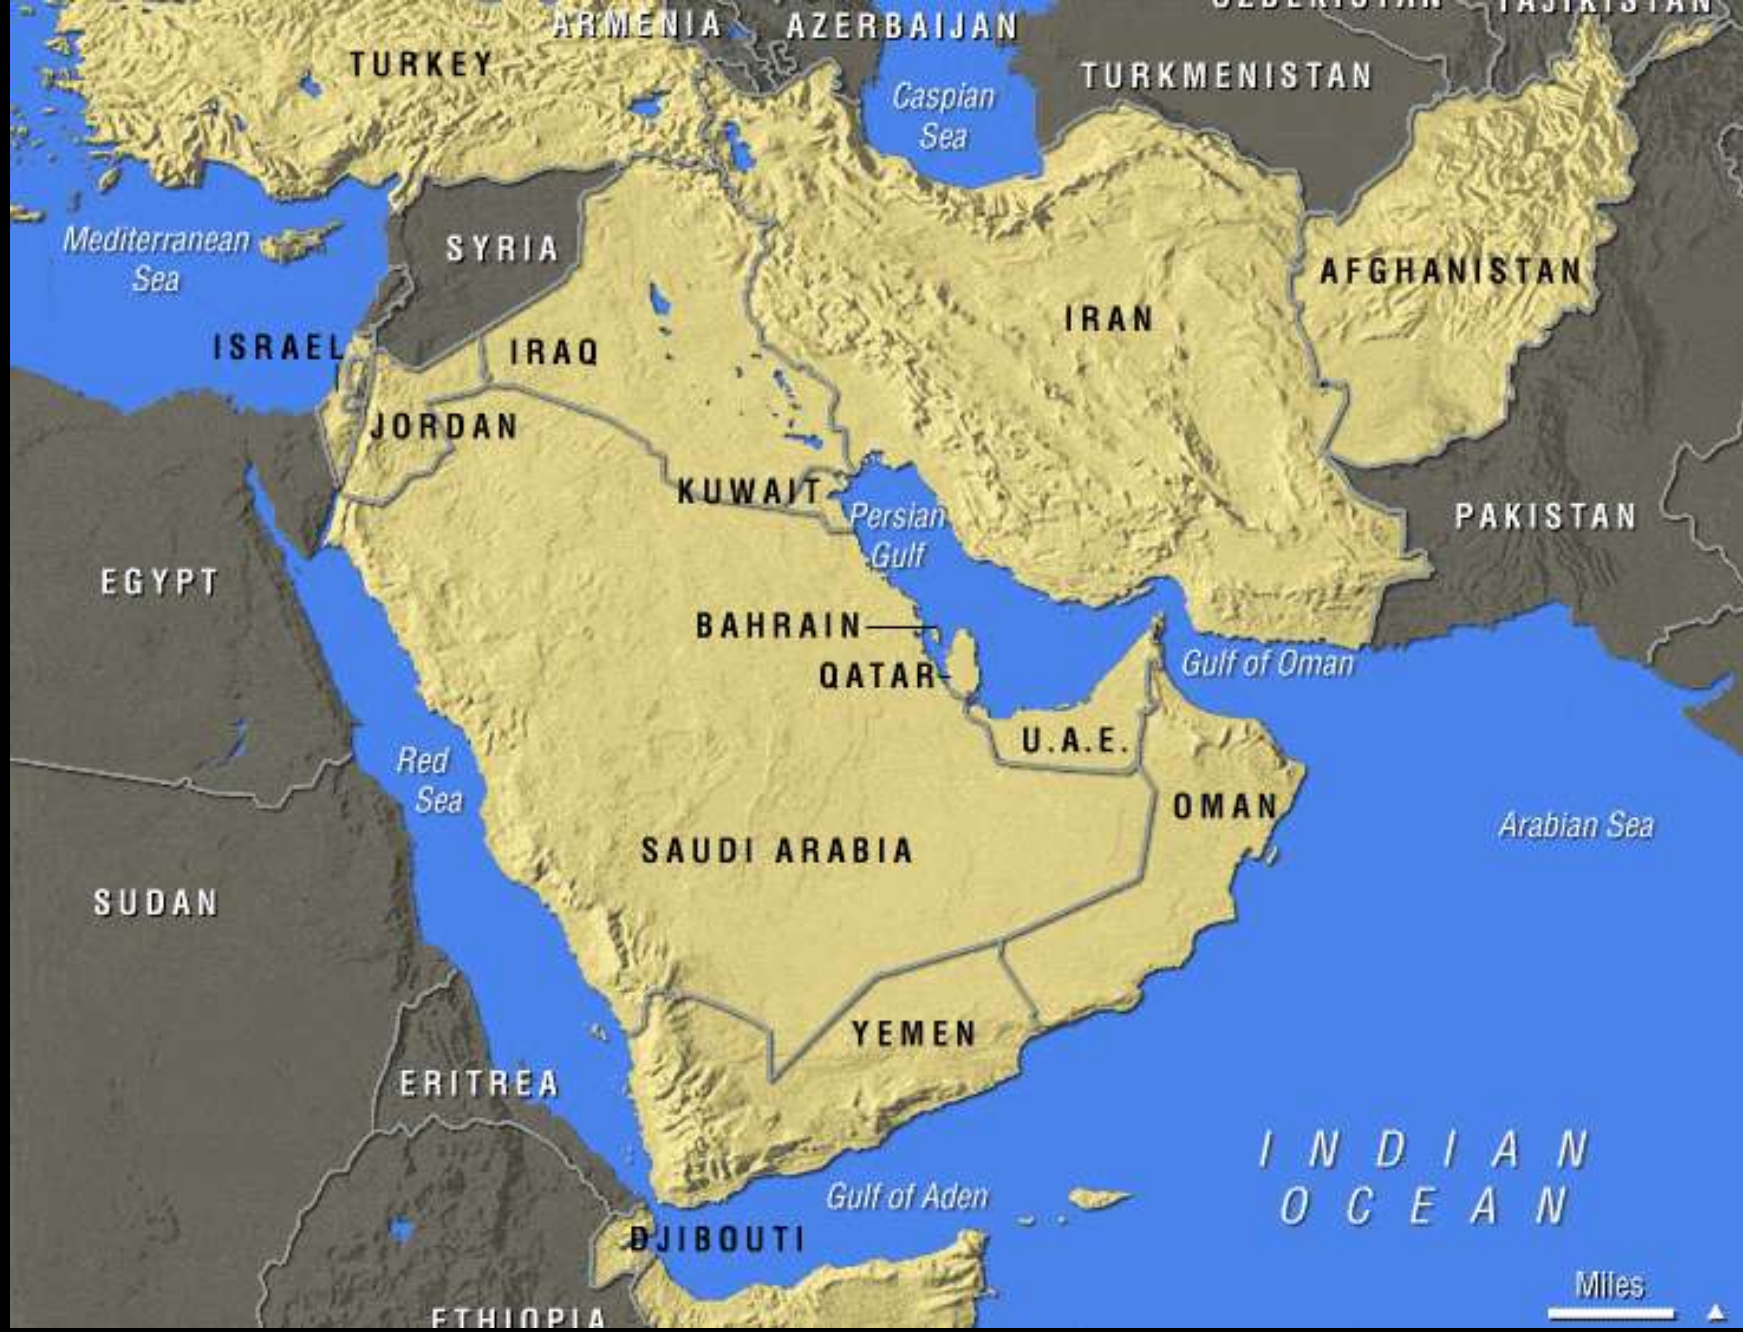 UZBEKISTAN
TAJIKISTAN
ARMENIA
AZERBAIJAN
TURKEY
TURKMENISTAN
Caspian
Sea
Mediterranean
Sea
SYRIA
AFGHANISTAN
IRAN
ISRAEL
IRAQ
JORDAN
KUWAIT
Persian
Gulf
PAKISTAN
EGYPT
BAHRAIN
QATAR
Gulf of Oman
U.A.E.
Red
Sea
OMAN
Arabian Sea
SAUDI ARABIA
SUDAN
YEMEN
ERITREA
INDIAN
OCEAN
Gulf of Aden
DJIBOUTI
Miles
ETHIOPIA